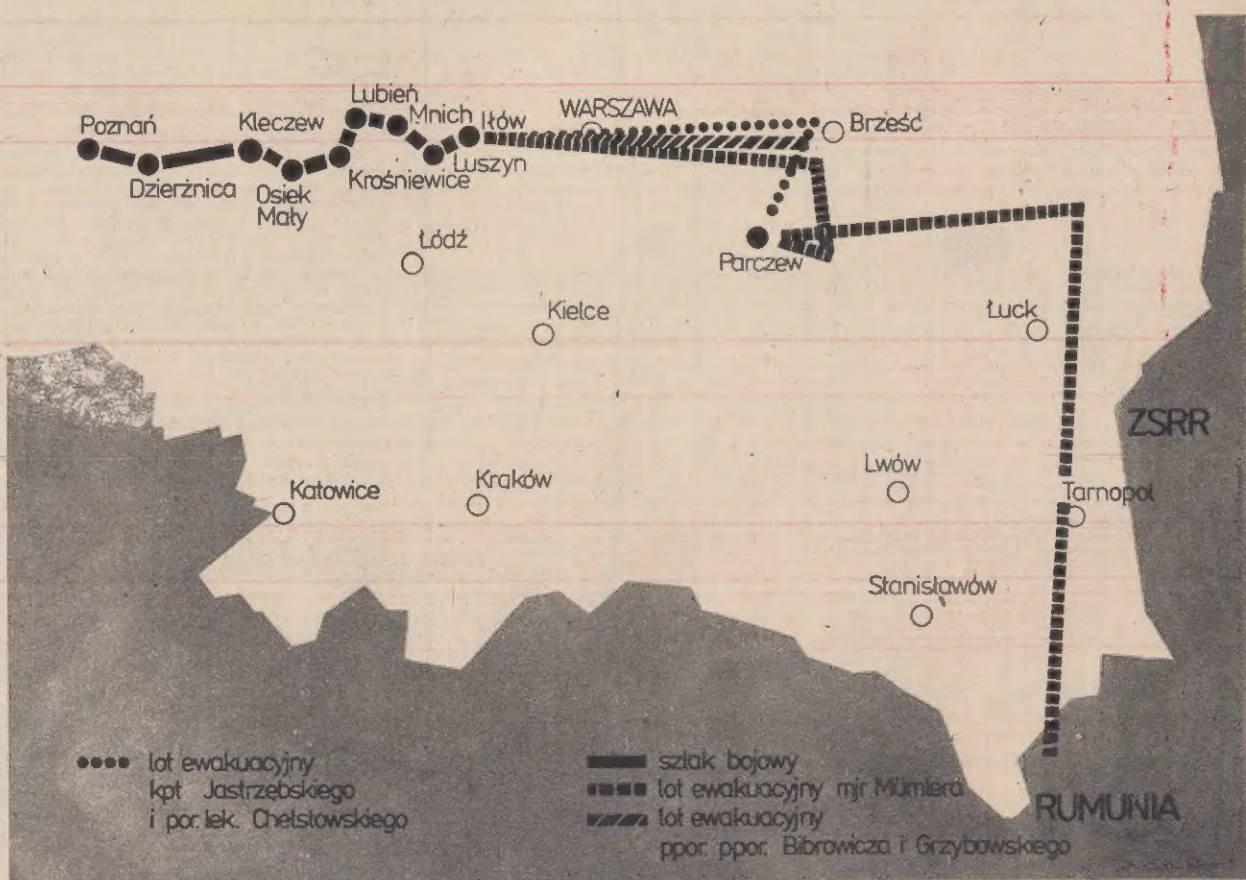 Poznań
Dzierżnica
Kleczew
Osiek
Mały
Lubień
Krośniewice
Mnich
Luszyn
Iłów
WARSZAWA
Brześć
Łódź
Parczew
Kielce
Łuck
ZSRR
Katowice
Kraków
Lwów
Tarnopol
Stanisławów
RUMUNIA
lot ewakuacyjny
kpt Jastrzębskiego
i por. lek. Chełstowskiego
szlak bojowy
lot ewakuacyjny mjr Mümlera
lot ewakuacyjny
ppor. ppor. Bibrowicza i Grzybowskiego